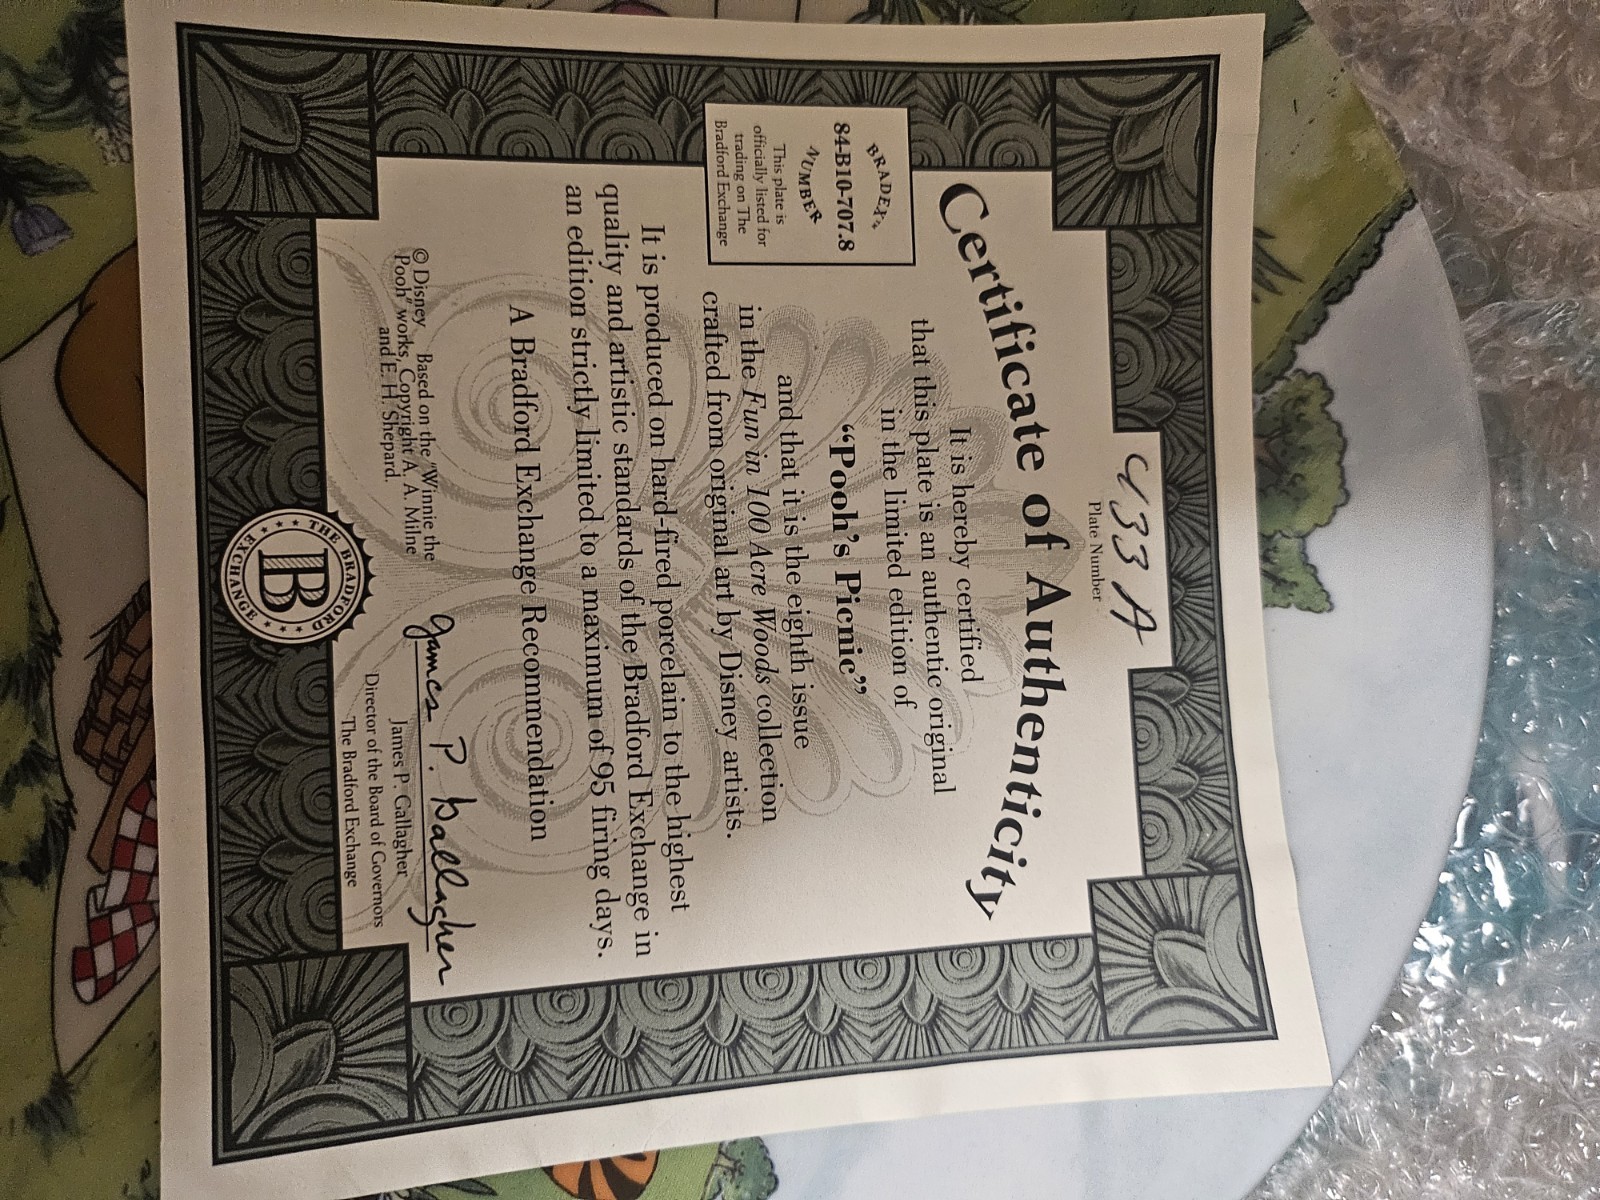 433A
Plate Number
Certificate of Authenticity
It is hereby certified
that this plate is an authentic original
in the limited edition of
“Pooh’s Picnic”
and that it is the eighth issue
in the Fun in 100 Acre Woods collection
crafted from original art by Disney artists.
BRADEX
84-B10-707.8
NUMBER
This plate is
officially listed for
trading on The
Bradford Exchange
It is produced on hard-fired porcelain to the highest
quality and artistic standards of the Bradford Exchange in
an edition strictly limited to a maximum of 95 firing days.
A Bradford Exchange Recommendation
© Disney Based on the “Winnie the
Pooh” works, Copyright A. A. Milne
and E. H. Shepard.
THE BRADFORD
B
EXCHANGE
James P. Gallagher
James P. Gallagher
Director of the Board of Governors
The Bradford Exchange